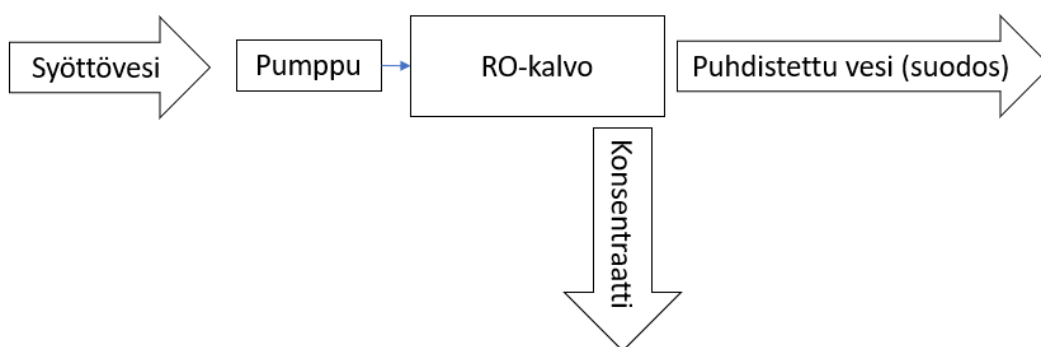 Syöttövesi
Pumppu
RO-kalvo
Puhdistettu vesi (suodos)
Konsentraatti